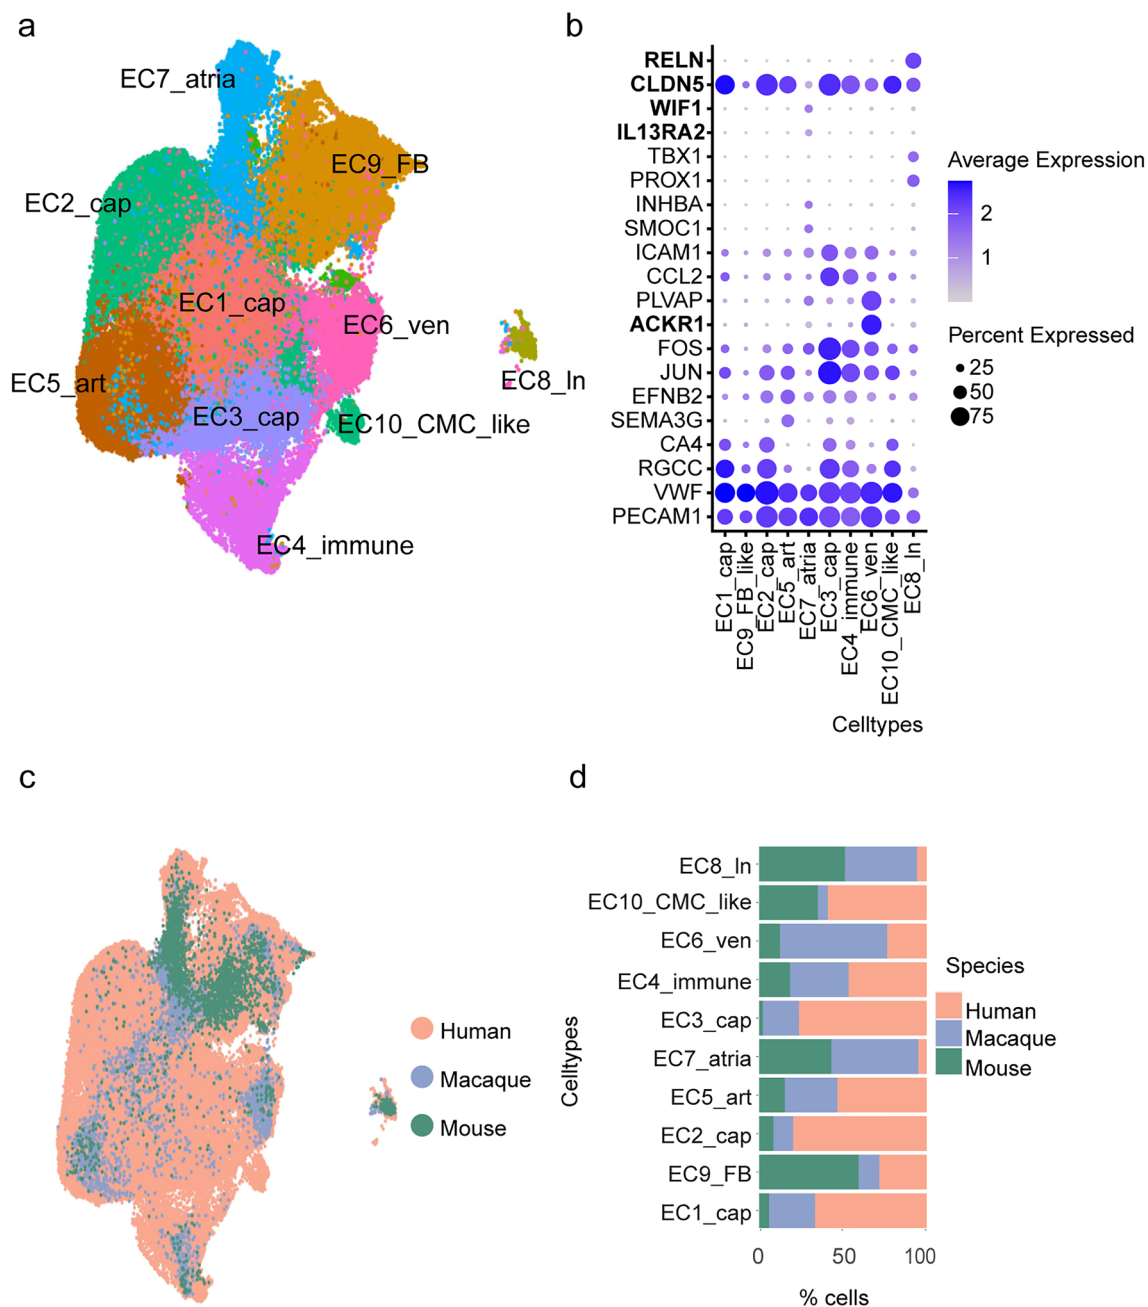 a
EC7_atria
EC9_FB
EC2_cap
EC1_cap
EC6_ven
EC5_art
EC8_ln
EC3_cap
EC10_CMC_like
EC4_immune
b
RELN
CLDN5
WIF1
IL13RA2
TBX1
PROX1
INHBA
SMOC1
ICAM1
CCL2
PLVAP
ACKR1
FOS
JUN
EFNB2
SEMA3G
CA4
RGCC
VWF
PECAM1
EC1_cap
EC9_FB_like
EC2_cap
EC5_art
EC7_atria
EC3_cap
EC4_immune
EC6_ven
EC10_CMC_like
EC8_ln
Celltypes
Average Expression
2
1
Percent Expressed
25
50
75
c
Human
Macaque
Mouse
d
Celltypes
EC8_ln
EC10_CMC_like
EC6_ven
EC4_immune
EC3_cap
EC7_atria
EC5_art
EC2_cap
EC9_FB
EC1_cap
0 50 100
% cells
Species
Human
Macaque
Mouse